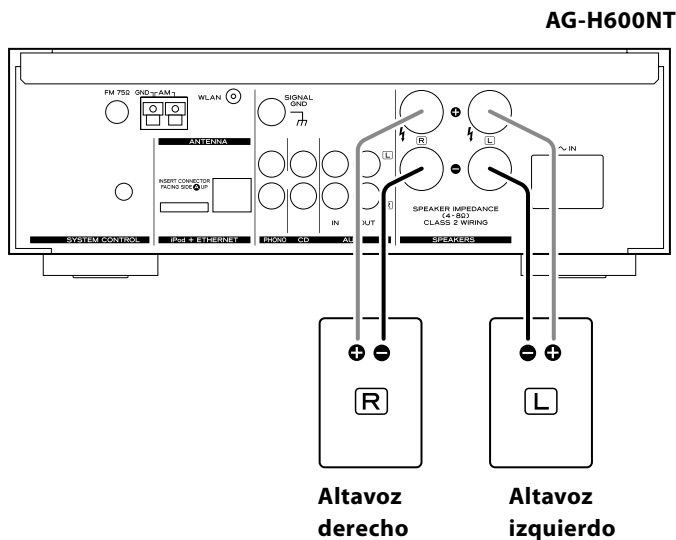 AG-H600NT
FM 75Ω GND AM
WLAN
SIGNAL
GND
ANTENNA
R
L
L
R
∼ IN
INSERT CONNECTOR
FACING SIDE A UP
IN
OUT
SPEAKER IMPEDANCE
(4-8Ω)
CLASS 2 WIRING
SYSTEM CONTROL
iPod + ETHERNET
PHONO
CD
SPEAKERS
+ −
R
− +
L
Altavoz
derecho
Altavoz
izquierdo